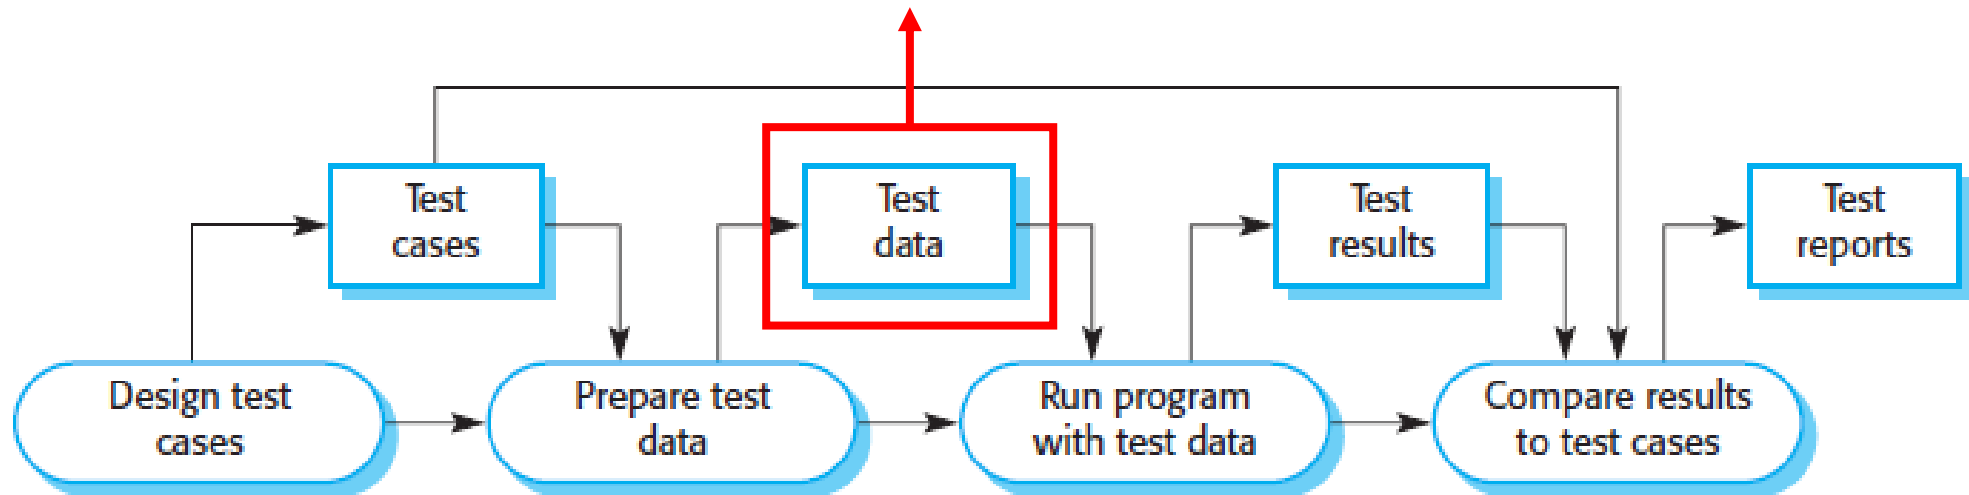 Test
cases
Test
data
Test
results
Test
reports
Design test
cases
Prepare test
data
Run program
with test data
Compare results
to test cases